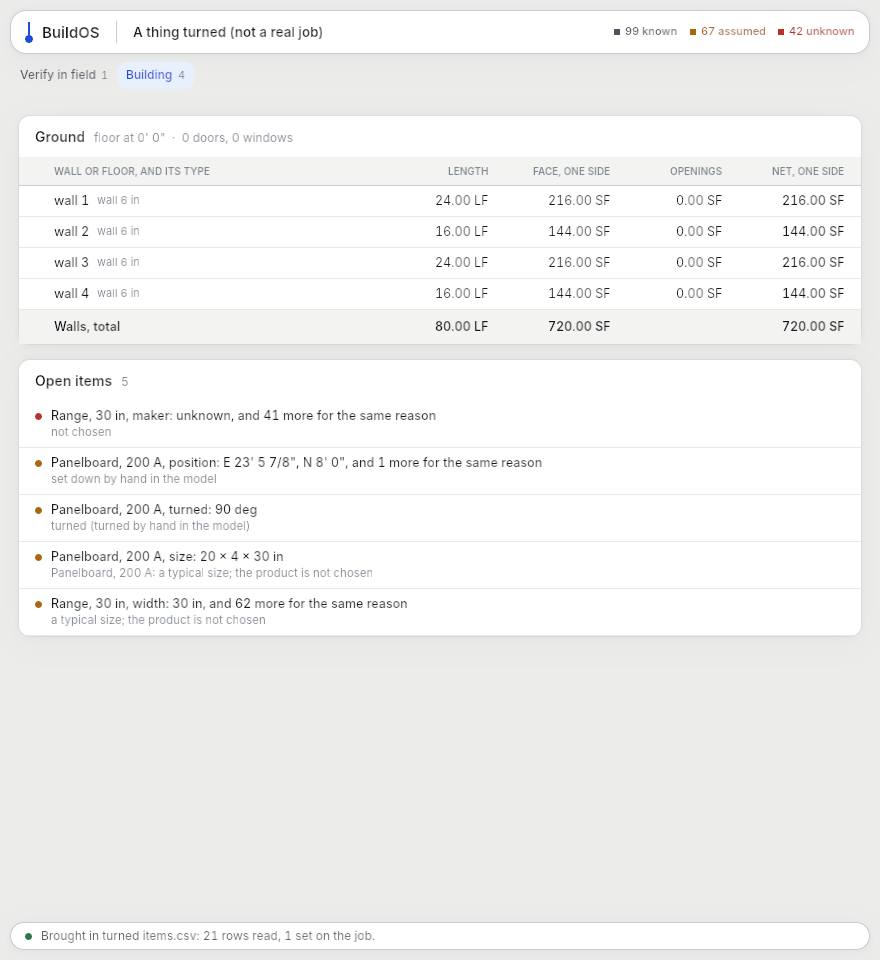 BuildOS
A thing turned (not a real job)
99 known
67 assumed
42 unknown
Verify in field 1
Building 4
Ground floor at 0' 0" · 0 doors, 0 windows
WALL OR FLOOR, AND ITS TYPE LENGTH FACE, ONE SIDE OPENINGS NET, ONE SIDE
wall 1 wall 6 in 24.00 LF 216.00 SF 0.00 SF 216.00 SF
wall 2 wall 6 in 16.00 LF 144.00 SF 0.00 SF 144.00 SF
wall 3 wall 6 in 24.00 LF 216.00 SF 0.00 SF 216.00 SF
wall 4 wall 6 in 16.00 LF 144.00 SF 0.00 SF 144.00 SF
Walls, total 80.00 LF 720.00 SF 720.00 SF
Open items 5
Range, 30 in, maker: unknown, and 41 more for the same reason
not chosen
Panelboard, 200 A, position: E 23' 5 7/8", N 8' 0", and 1 more for the same reason
set down by hand in the model
Panelboard, 200 A, turned: 90 deg
turned (turned by hand in the model)
Panelboard, 200 A, size: 20 × 4 × 30 in
Panelboard, 200 A: a typical size; the product is not chosen
Range, 30 in, width: 30 in, and 62 more for the same reason
a typical size; the product is not chosen
Brought in turned items.csv: 21 rows read, 1 set on the job.